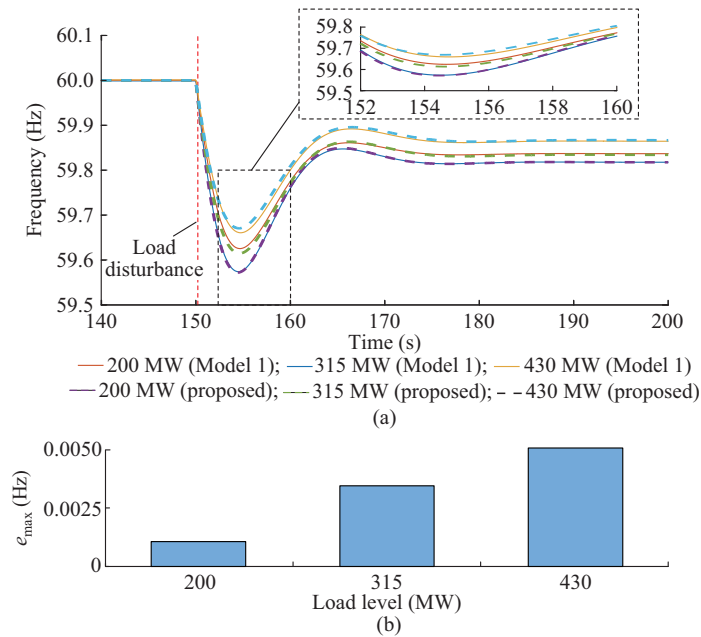 60.1
60.0
59.9
59.8
59.7
59.6
59.5
Frequency (Hz)
59.8
59.7
59.6
59.5
152 154 156 158 160
Load
disturbance
140 150 160 170 180 190 200
Time (s)
200 MW (Model 1); 315 MW (Model 1); 430 MW (Model 1)
200 MW (proposed); 315 MW (proposed); 430 MW (proposed)
(a)
0.0050
0.0025
0
emax (Hz)
200 315 430
Load level (MW)
(b)